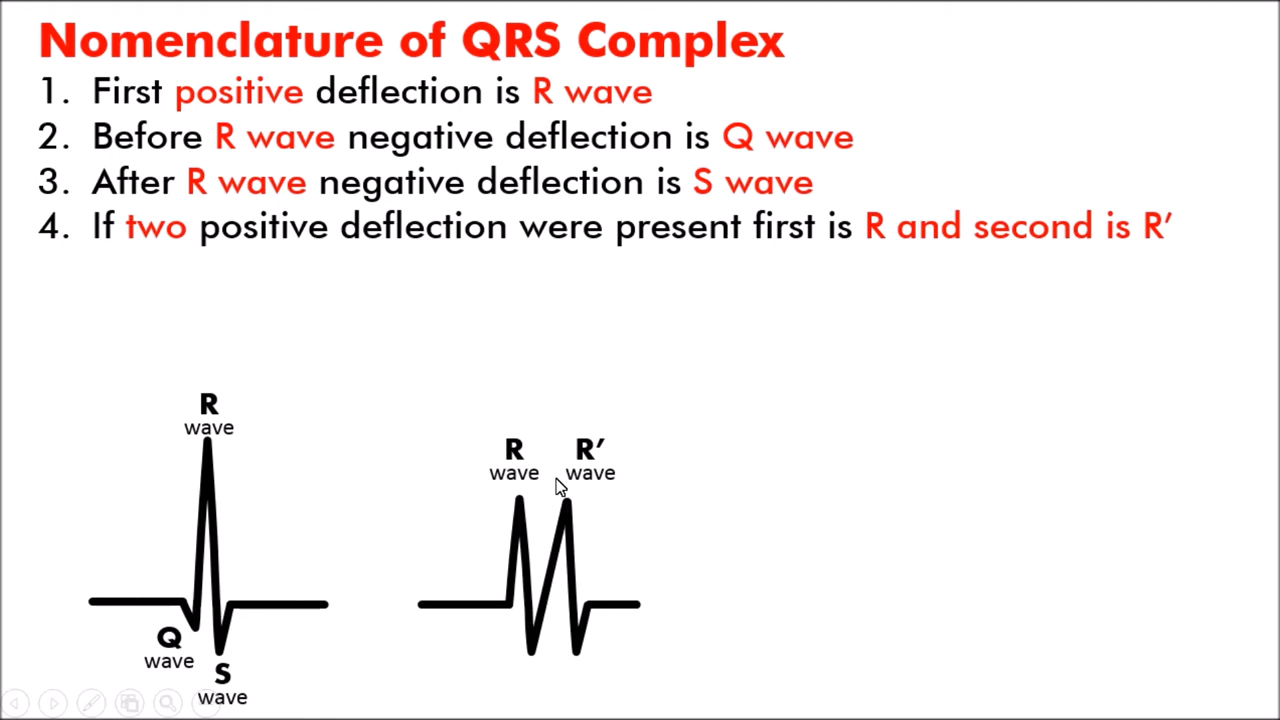 Nomenclature of QRS Complex
1. First positive deflection is R wave
2. Before R wave negative deflection is Q wave
3. After R wave negative deflection is S wave
4. If two positive deflection were present first is R and second is R′
R
wave
Q
wave
S
wave
R
wave
R′
wave